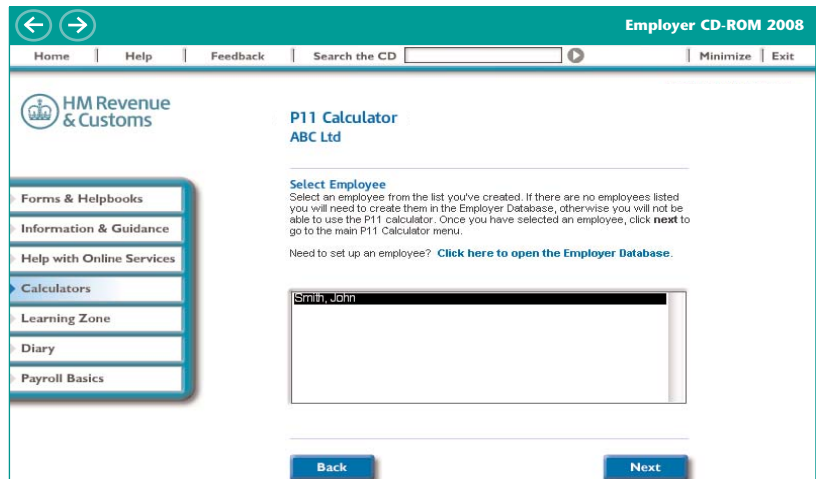 Employer CD-ROM 2008
Home Help Feedback Search the CD Minimize Exit
HM Revenue
& Customs
P11 Calculator
ABC Ltd
Forms & Helpbooks
Information & Guidance
Help with Online Services
Calculators
Learning Zone
Diary
Payroll Basics
Select Employee
Select an employee from the list you've created. If there are no employees listed
you will need to create them in the Employer Database, otherwise you will not be
able to use the P11 calculator. Once you have selected an employee, click next to
go to the main P11 Calculator menu.
Need to set up an employee? Click here to open the Employer Database.
Smith, John
Back Next